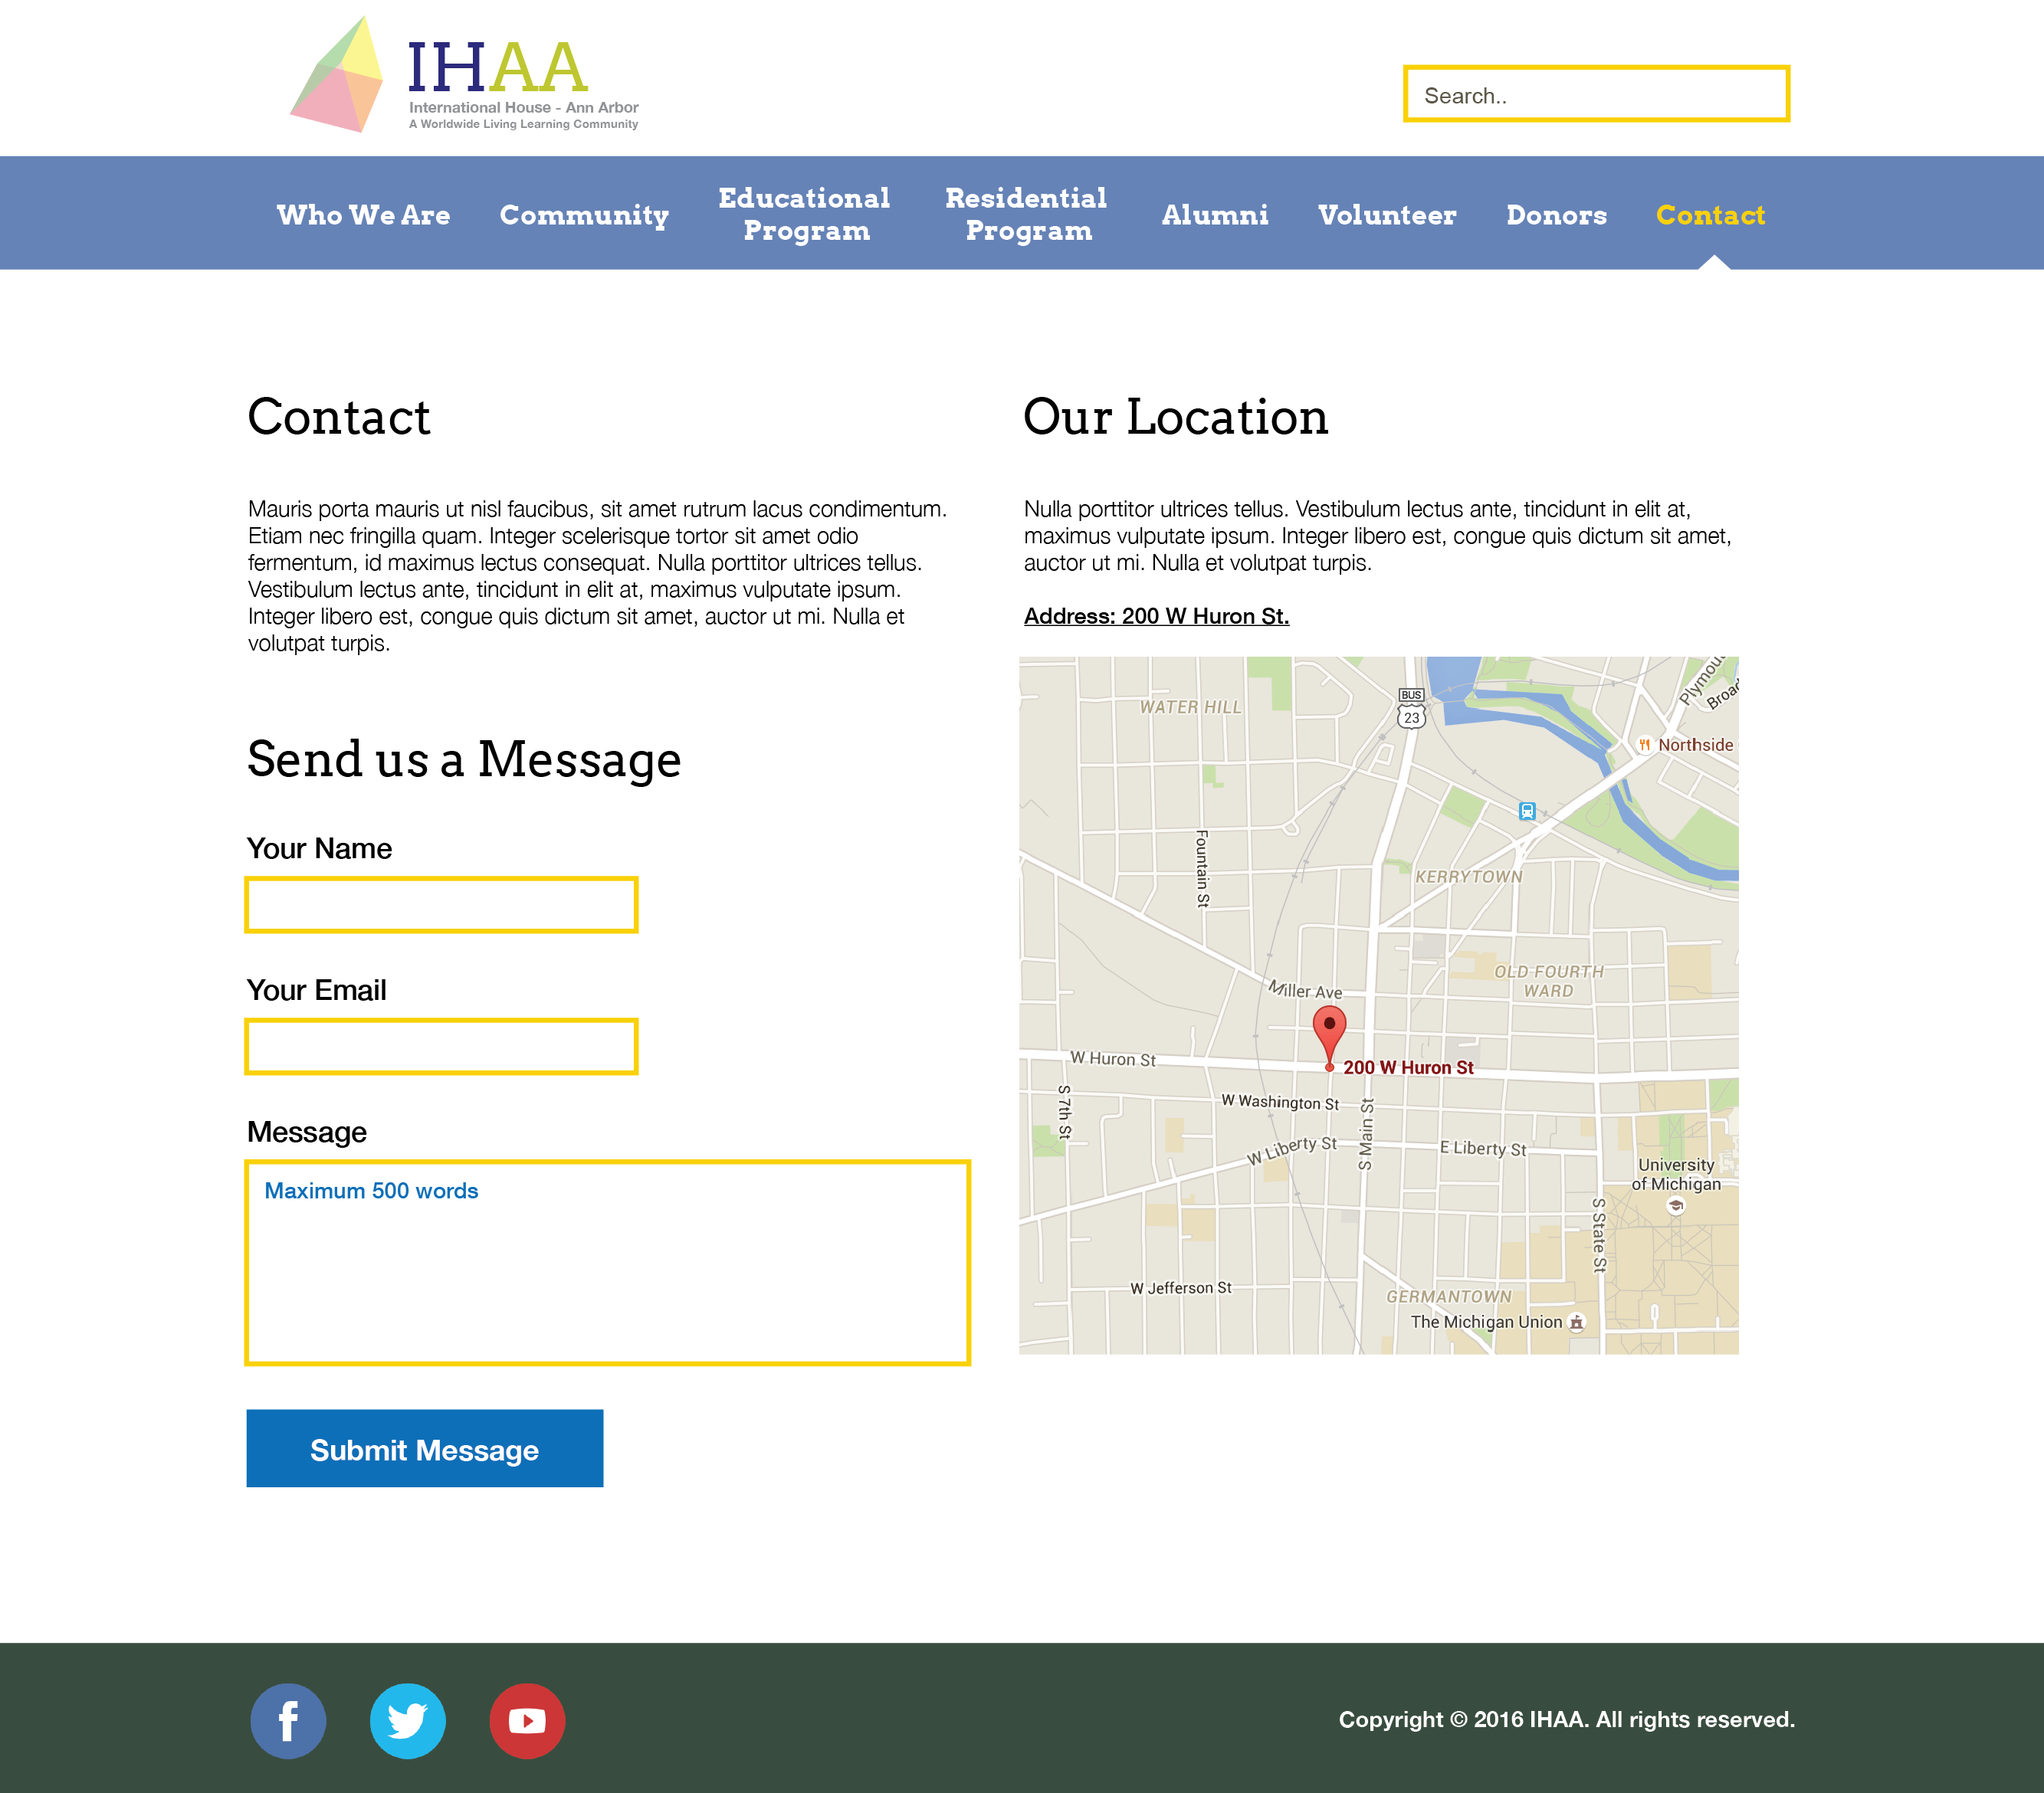 IHAA
International House - Ann Arbor
A Worldwide Living Learning Community
Search..
Who We Are
Community
Educational
Program
Residential
Program
Alumni
Volunteer
Donors
Contact
Contact
Mauris porta mauris ut nisl faucibus, sit amet rutrum lacus condimentum.
Etiam nec fringilla quam. Integer scelerisque tortor sit amet odio
fermentum, id maximus lectus consequat. Nulla porttitor ultrices tellus.
Vestibulum lectus ante, tincidunt in elit at, maximus vulputate ipsum.
Integer libero est, congue quis dictum sit amet, auctor ut mi. Nulla et
volutpat turpis.
Send us a Message
Your Name
Your Email
Message
Maximum 500 words
Submit Message
Our Location
Nulla porttitor ultrices tellus. Vestibulum lectus ante, tincidunt in elit at,
maximus vulputate ipsum. Integer libero est, congue quis dictum sit amet,
auctor ut mi. Nulla et volutpat turpis.
Address: 200 W Huron St.
WATER HILL
BUS
23
Northside
Fountain St
KERRYTOWN
OLD FOURTH
WARD
Miller Ave
W Huron St
200 W Huron St
S 7th St
W Washington St
S Main St
W Liberty St
E Liberty St
University
of Michigan
S State St
W Jefferson St
GERMANTOWN
The Michigan Union
Copyright © 2016 IHAA. All rights reserved.